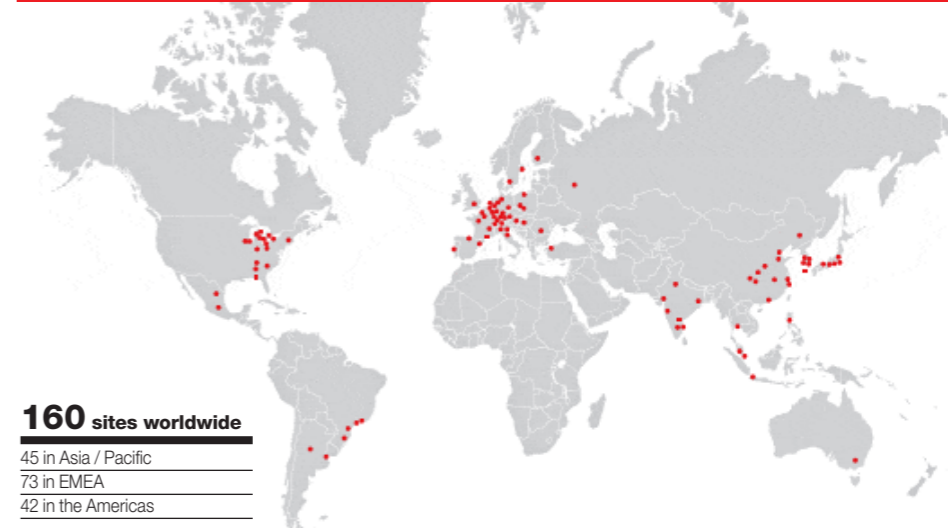 160 sites worldwide
45 in Asia / Pacific
73 in EMEA
42 in the Americas